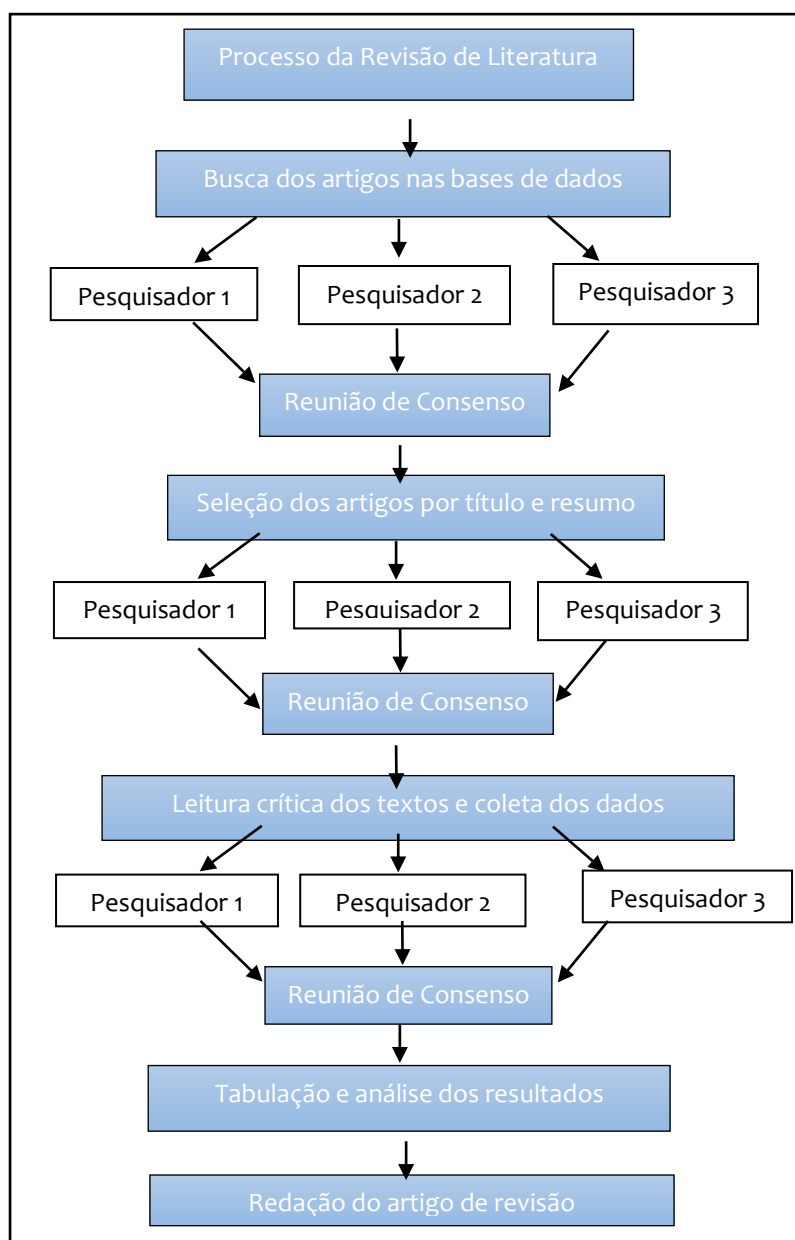 Processo da Revisão de Literatura
Busca dos artigos nas bases de dados
Pesquisador 1
Pesquisador 2
Pesquisador 3
Reunião de Consenso
Seleção dos artigos por título e resumo
Pesquisador 1
Pesquisador 2
Pesquisador 3
Reunião de Consenso
Leitura crítica dos textos e coleta dos dados
Pesquisador 1
Pesquisador 2
Pesquisador 3
Reunião de Consenso
Tabulação e análise dos resultados
Redação do artigo de revisão